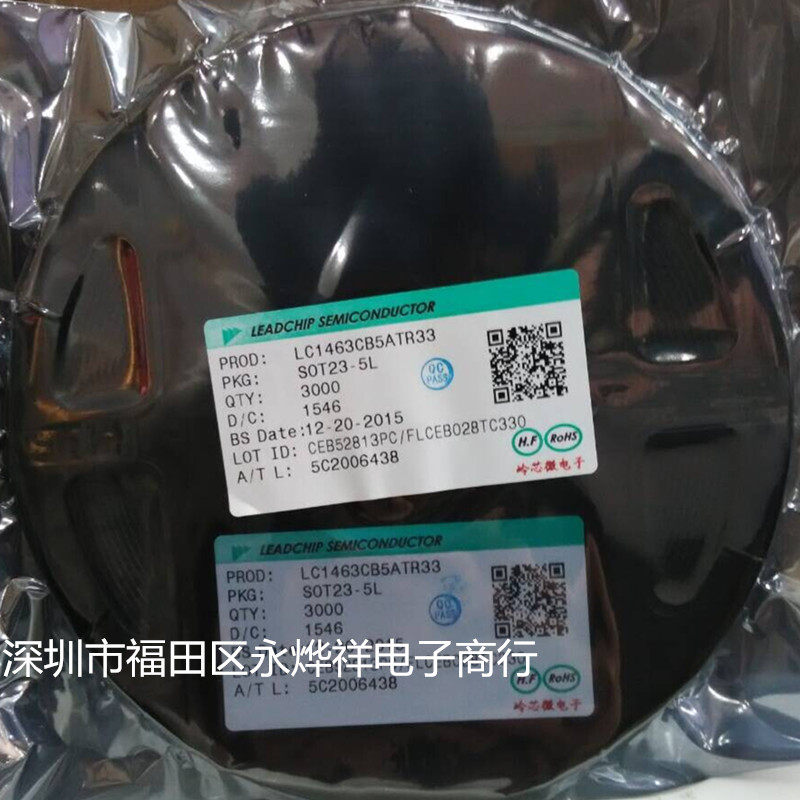 LEADCHIP SEMICONDUCTOR
PROD: LC1463CB5ATR33
PKG: SOT23-5L
QTY: 3000
D/C: 1546
BS Date:12-20-2015
LOT ID: CEB52813PC/FLCEB028TC330
A/T L: 5C2006438
QC PASS
H.F RoHS
岭芯微电子
LEADCHIP SEMICONDUCTOR
PROD: LC1463CB5ATR33
PKG: SOT23-5L
QTY: 3000
D/C: 1546
QC PASS
深圳市福田区永烨祥电子商行
A/T L: 5C2006438
H.F RoHS
岭芯微电子